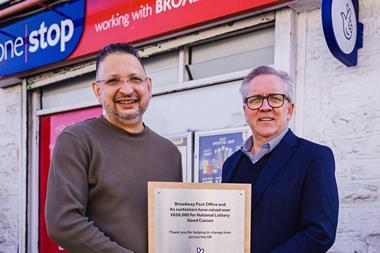 one|stop
working with BROAD
Broadway Post Office and
its customers have raised over
£650,000 for National Lottery
Good Causes
Thank you for helping to change lives
across the UK